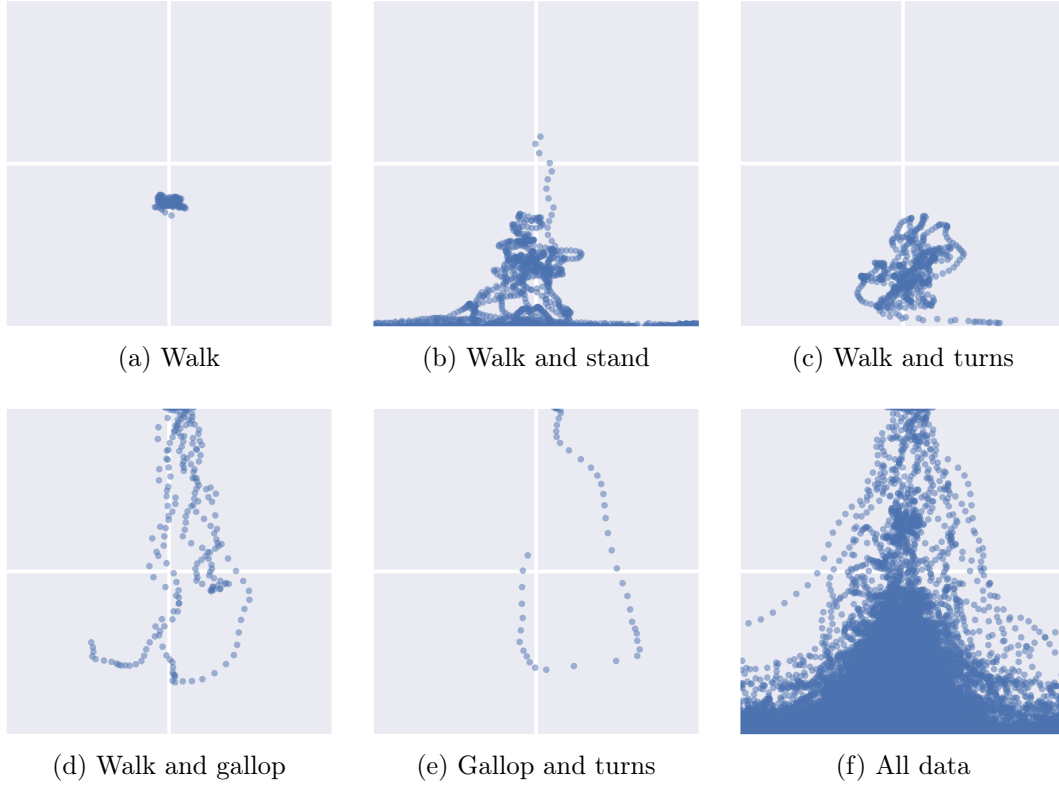 (a) Walk
(b) Walk and stand
(c) Walk and turns
(d) Walk and gallop
(e) Gallop and turns
(f) All data